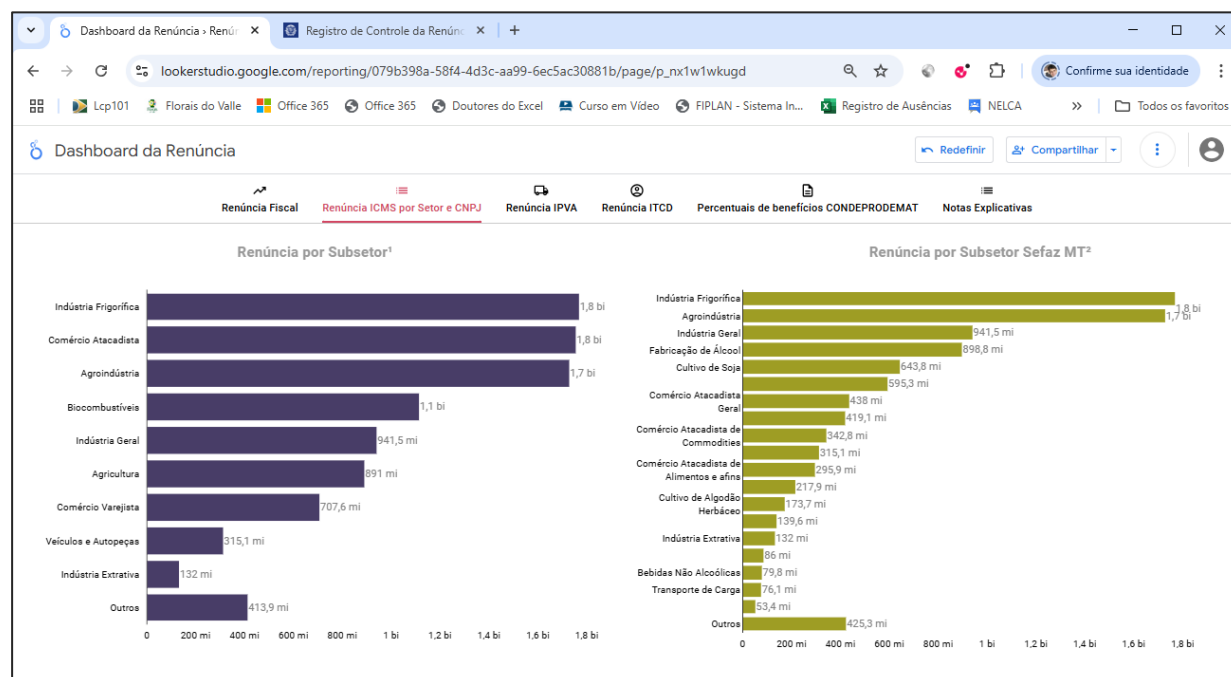 Dashboard da Renúncia › Renún
Registro de Controle da Renúnc
lookerstudio.google.com/reporting/079b398a-58f4-4d3c-aa99-6ec5ac30881b/page/p_nx1w1wkugd
Confirme sua identidade
Lcp101
Florais do Valle
Office 365
Office 365
Doutores do Excel
Curso em Vídeo
FIPLAN - Sistema In...
Registro de Ausências
NELCA
»
Todos os favoritos
Dashboard da Renúncia
Redefinir
Compartilhar
Renúncia Fiscal
Renúncia ICMS por Setor e CNPJ
Renúncia IPVA
Renúncia ITCD
Percentuais de benefícios CONDEPRODEMAT
Notas Explicativas
Renúncia por Subsetor¹
Indústria Frigorífica 1,8 bi
Comércio Atacadista 1,8 bi
Agroindústria 1,7 bi
Biocombustíveis 1,1 bi
Indústria Geral 941,5 mi
Agricultura 891 mi
Comércio Varejista 707,6 mi
Veículos e Autopeças 315,1 mi
Indústria Extrativa 132 mi
Outros 413,9 mi
0 200 mi 400 mi 600 mi 800 mi 1 bi 1,2 bi 1,4 bi 1,6 bi 1,8 bi
Renúncia por Subsetor Sefaz MT²
Indústria Frigorífica 1,8 bi
Agroindústria 1,7 bi
Indústria Geral 941,5 mi
Fabricação de Álcool 898,8 mi
Cultivo de Soja 643,8 mi
595,3 mi
Comércio Atacadista
Geral
438 mi
419,1 mi
Comércio Atacadista de
Commodities
342,8 mi
315,1 mi
Comércio Atacadista de
Alimentos e afins
295,9 mi
217,9 mi
Cultivo de Algodão
Herbáceo
173,7 mi
139,6 mi
Indústria Extrativa 132 mi
86 mi
Bebidas Não Alcoólicas 79,8 mi
Transporte de Carga 76,1 mi
53,4 mi
Outros 425,3 mi
0 200 mi 400 mi 600 mi 800 mi 1 bi 1,2 bi 1,4 bi 1,6 bi 1,8 bi